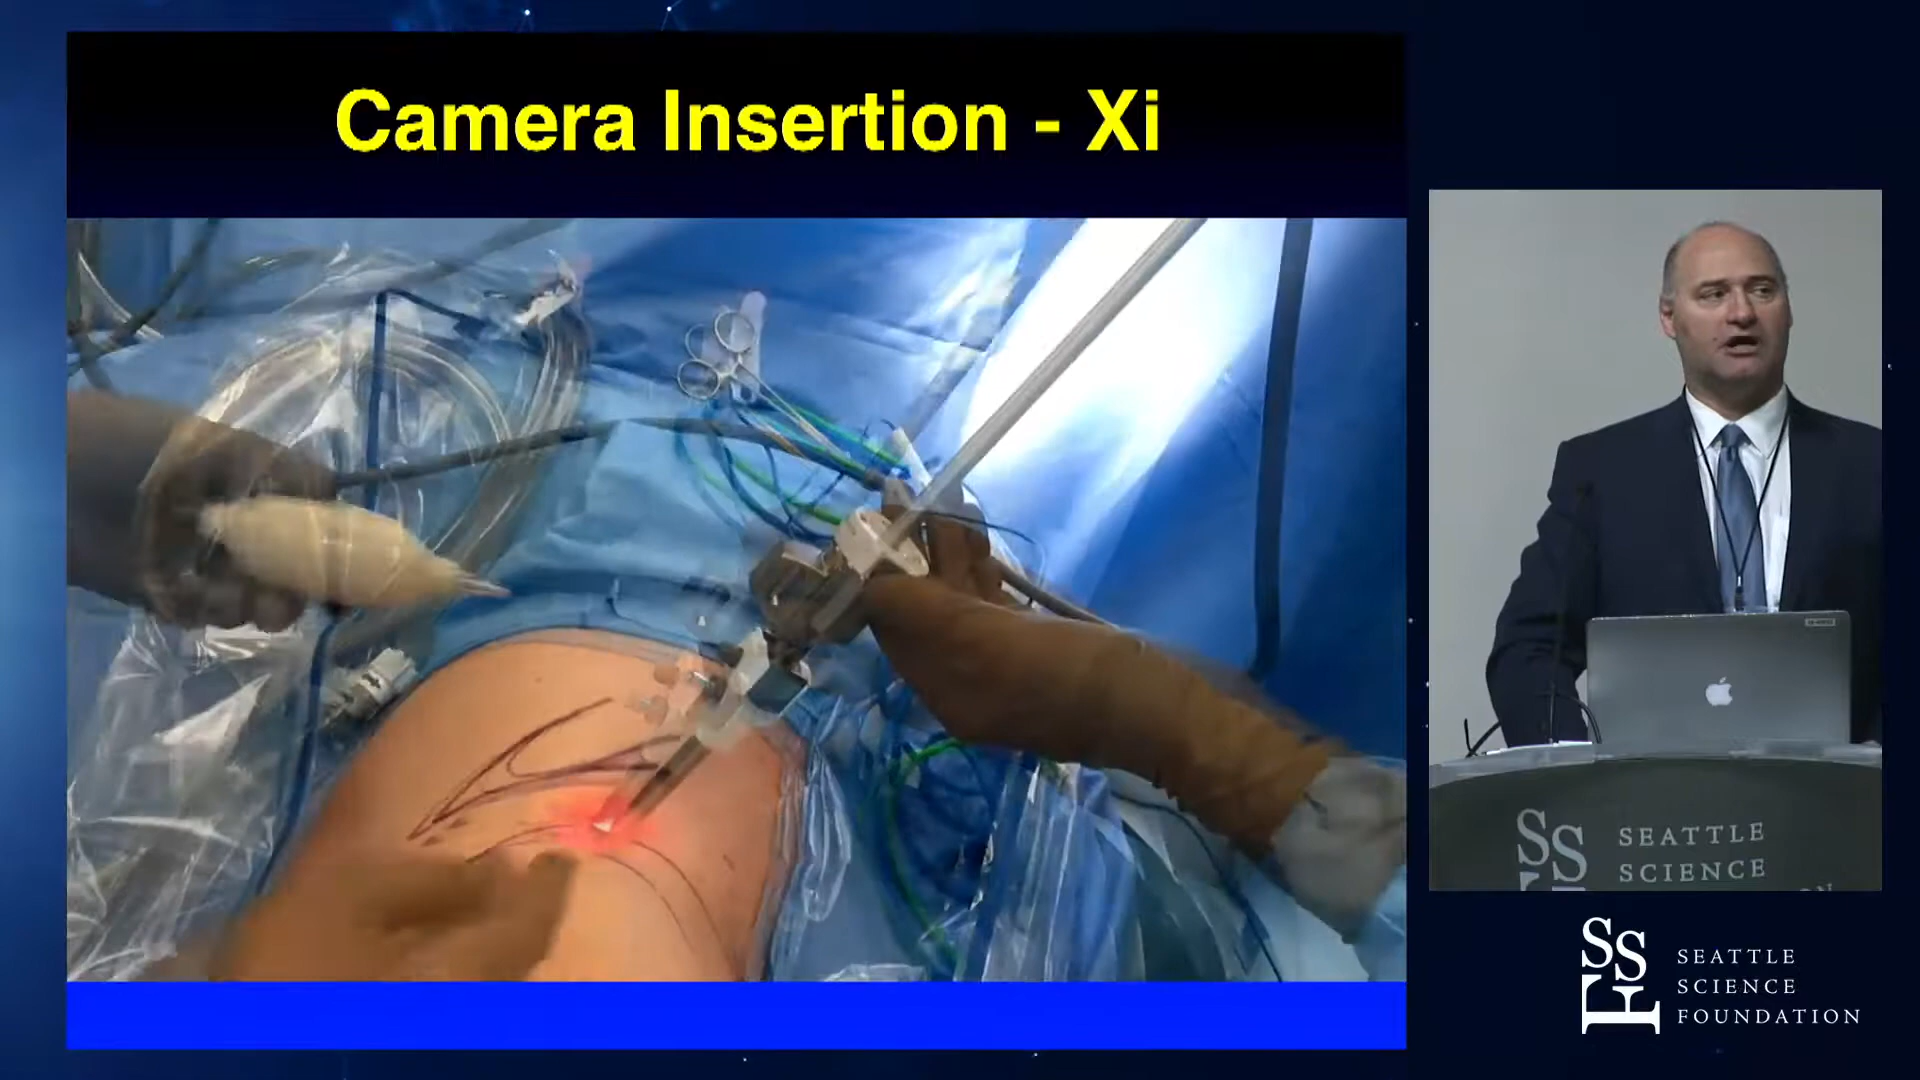 Camera Insertion - Xi
SEATTLE
SCIENCE
SEATTLE
SCIENCE
FOUNDATION